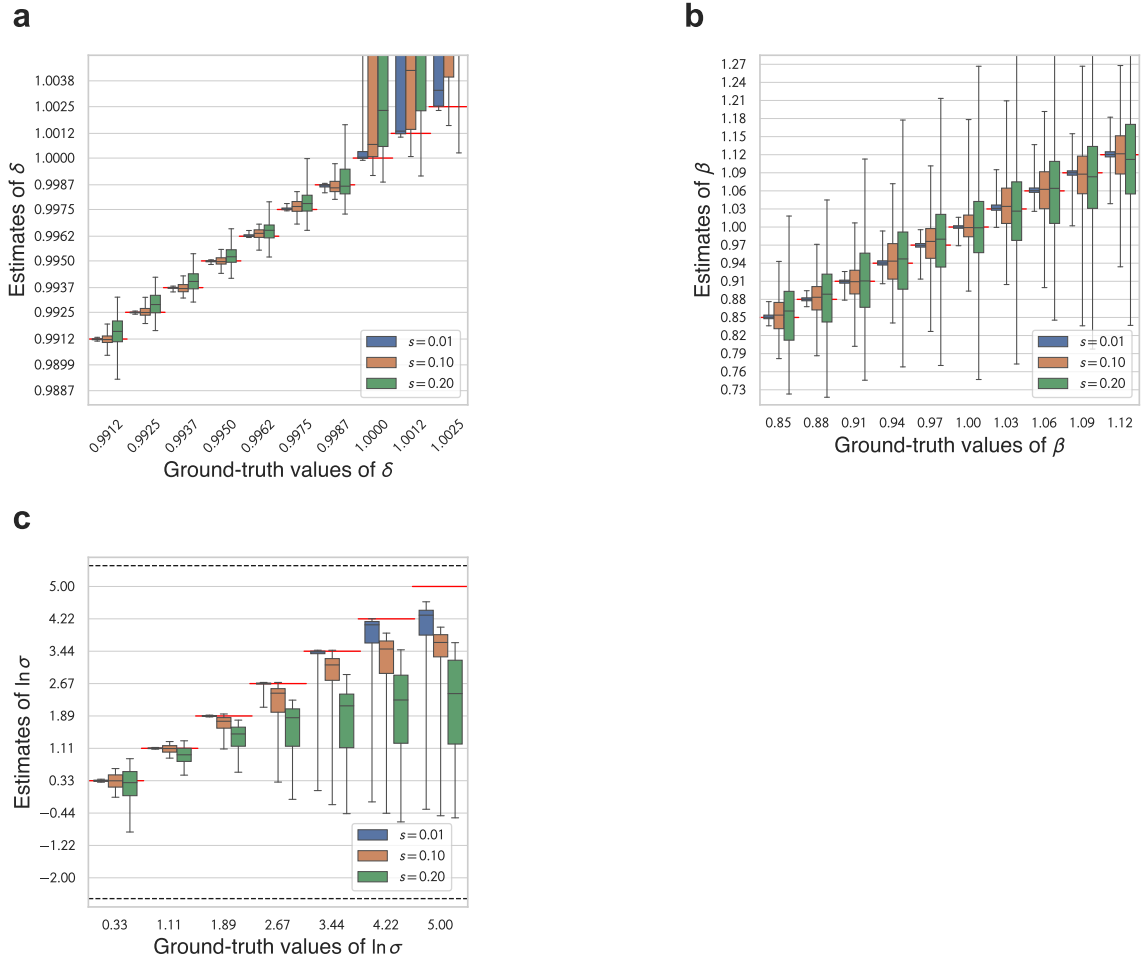 a
1.0038
1.0025
1.0012
1.0000
0.9987
0.9975
0.9962
0.9950
0.9937
0.9925
0.9912
0.9899
0.9887
Estimates of δ
s = 0.01
s = 0.10
s = 0.20
0.9912 0.9925 0.9937 0.9950 0.9962 0.9975 0.9987 1.0000 1.0012 1.0025
Ground-truth values of δ
b
1.27
1.24
1.21
1.18
1.15
1.12
1.09
1.06
1.03
1.00
0.97
0.94
0.91
0.88
0.85
0.82
0.79
0.76
0.73
Estimates of β
s = 0.01
s = 0.10
s = 0.20
0.85 0.88 0.91 0.94 0.97 1.00 1.03 1.06 1.09 1.12
Ground-truth values of β
c
5.00
4.22
3.44
2.67
1.89
1.11
0.33
−0.44
−1.22
−2.00
Estimates of ln σ
s = 0.01
s = 0.10
s = 0.20
0.33 1.11 1.89 2.67 3.44 4.22 5.00
Ground-truth values of ln σ